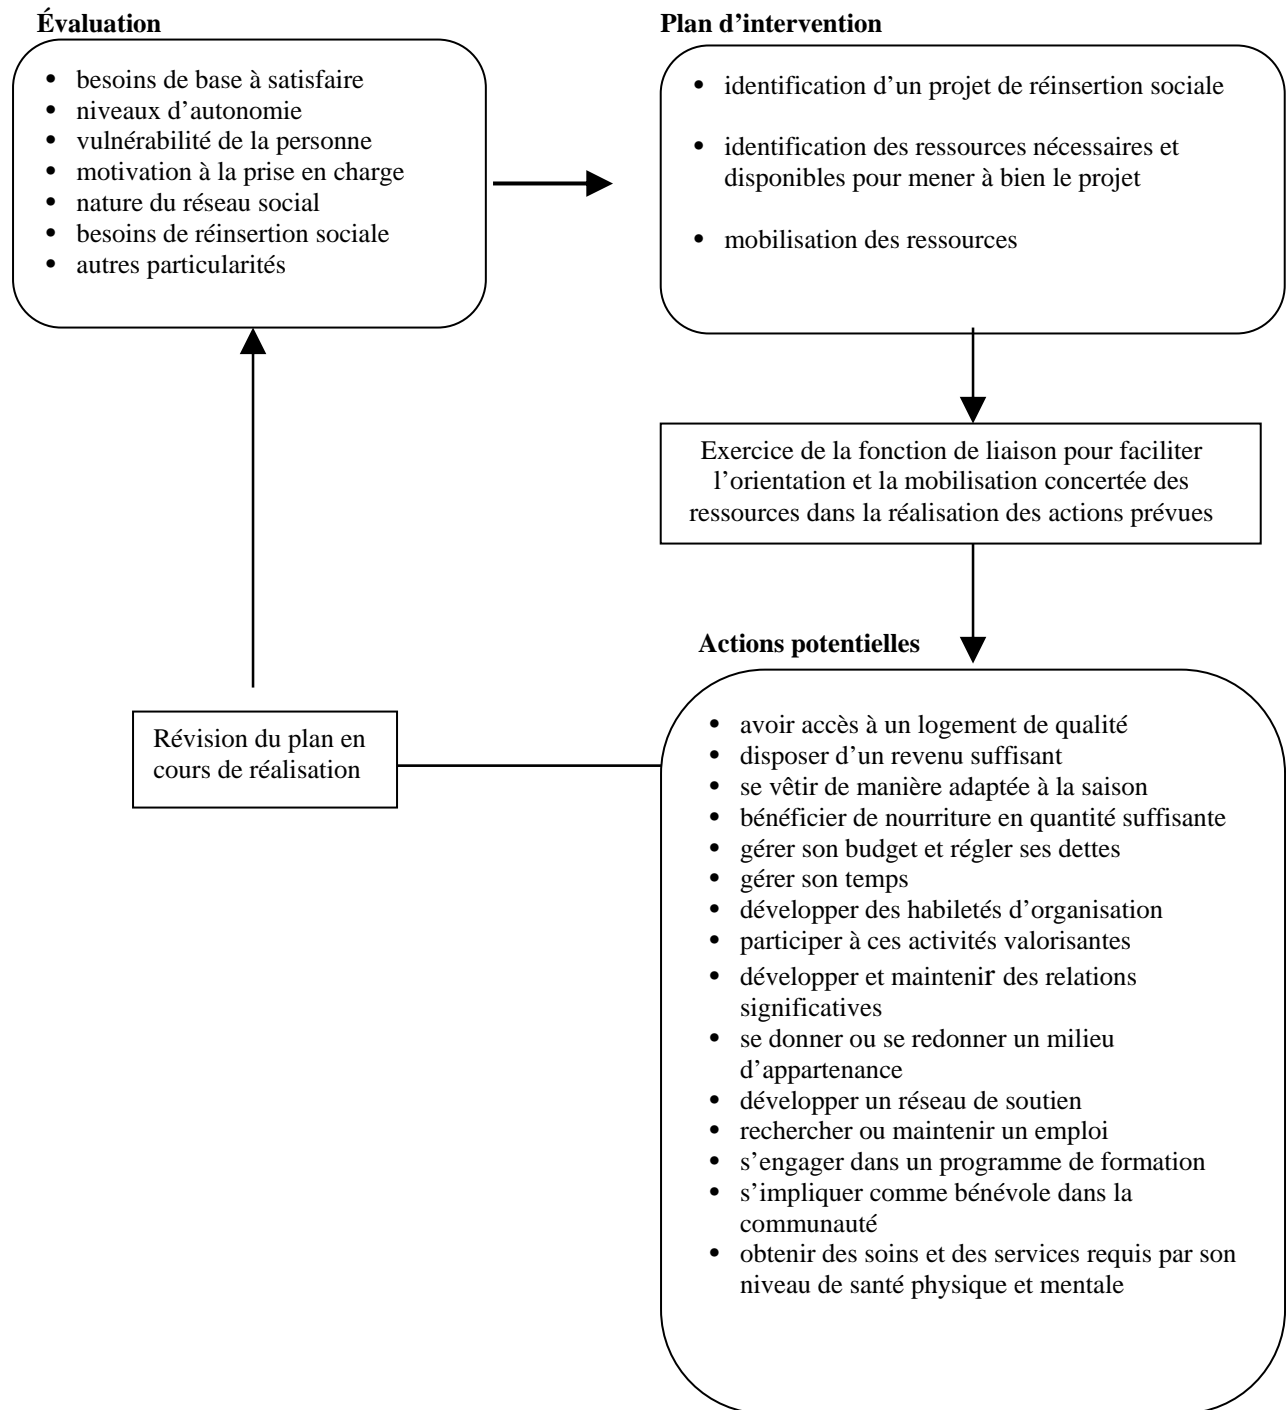 Évaluation
• besoins de base à satisfaire
• niveaux d’autonomie
• vulnérabilité de la personne
• motivation à la prise en charge
• nature du réseau social
• besoins de réinsertion sociale
• autres particularités
Plan d’intervention
• identification d’un projet de réinsertion sociale
• identification des ressources nécessaires et
disponibles pour mener à bien le projet
• mobilisation des ressources
Exercice de la fonction de liaison pour faciliter
l’orientation et la mobilisation concertée des
ressources dans la réalisation des actions prévues
Actions potentielles
• avoir accès à un logement de qualité
• disposer d’un revenu suffisant
• se vêtir de manière adaptée à la saison
• bénéficier de nourriture en quantité suffisante
• gérer son budget et régler ses dettes
• gérer son temps
• développer des habiletés d’organisation
• participer à ces activités valorisantes
• développer et maintenir des relations
significatives
• se donner ou se redonner un milieu
d’appartenance
• développer un réseau de soutien
• rechercher ou maintenir un emploi
• s’engager dans un programme de formation
• s’impliquer comme bénévole dans la
communauté
• obtenir des soins et des services requis par son
niveau de santé physique et mentale
Révision du plan en
cours de réalisation